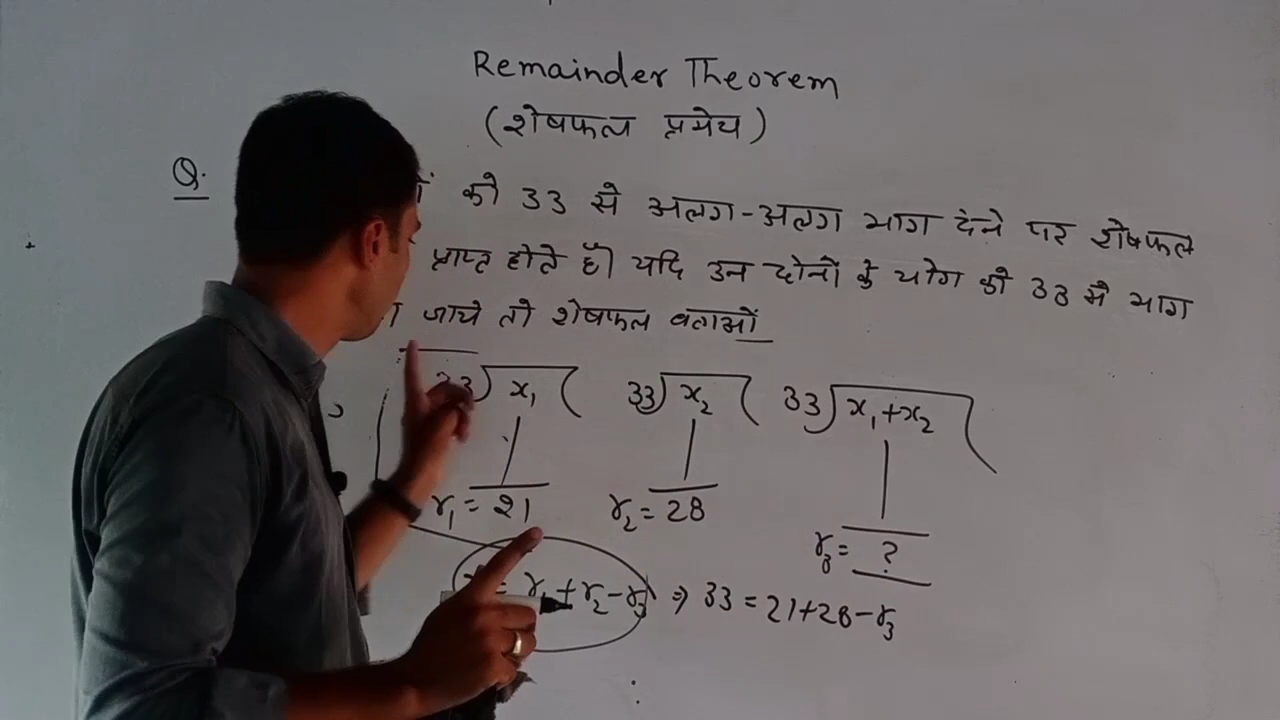 Remainder Theorem
(शेषफल प्रमेय)
Q. को 33 से अलग-अलग भाग देने पर शेषफल
प्राप्त होते हैं। यदि उन दोनों के योग को 33 से भाग
जाये तो शेषफल बताओं
33) x₁ ( 33) x₂ ( 33) x₁+x₂ (
r₁ = 21 r₂ = 28 r₃ = ?
= r₁+r₂-r₃ ⇒ 33 = 21+28-r₃